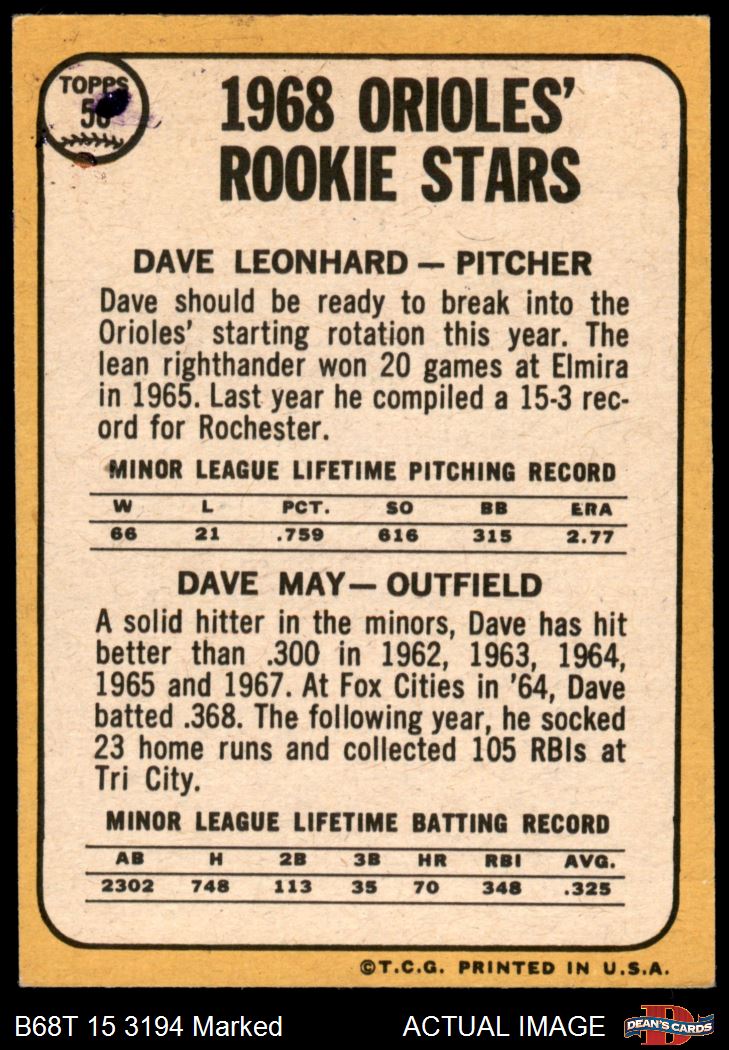 TOPPS
56
1968 ORIOLES'
ROOKIE STARS
DAVE LEONHARD — PITCHER
Dave should be ready to break into the
Orioles' starting rotation this year. The
lean righthander won 20 games at Elmira
in 1965. Last year he compiled a 15-3 rec-
ord for Rochester.
MINOR LEAGUE LIFETIME PITCHING RECORD
W L PCT. SO BB ERA
66 21 .759 616 315 2.77
DAVE MAY — OUTFIELD
A solid hitter in the minors, Dave has hit
better than .300 in 1962, 1963, 1964,
1965 and 1967. At Fox Cities in '64, Dave
batted .368. The following year, he socked
23 home runs and collected 105 RBIs at
Tri City.
MINOR LEAGUE LIFETIME BATTING RECORD
AB H 2B 3B HR RBI AVG.
2302 748 113 35 70 348 .325
©T.C.G. PRINTED IN U.S.A.
B68T 15 3194 Marked ACTUAL IMAGE DEAN'S CARDS